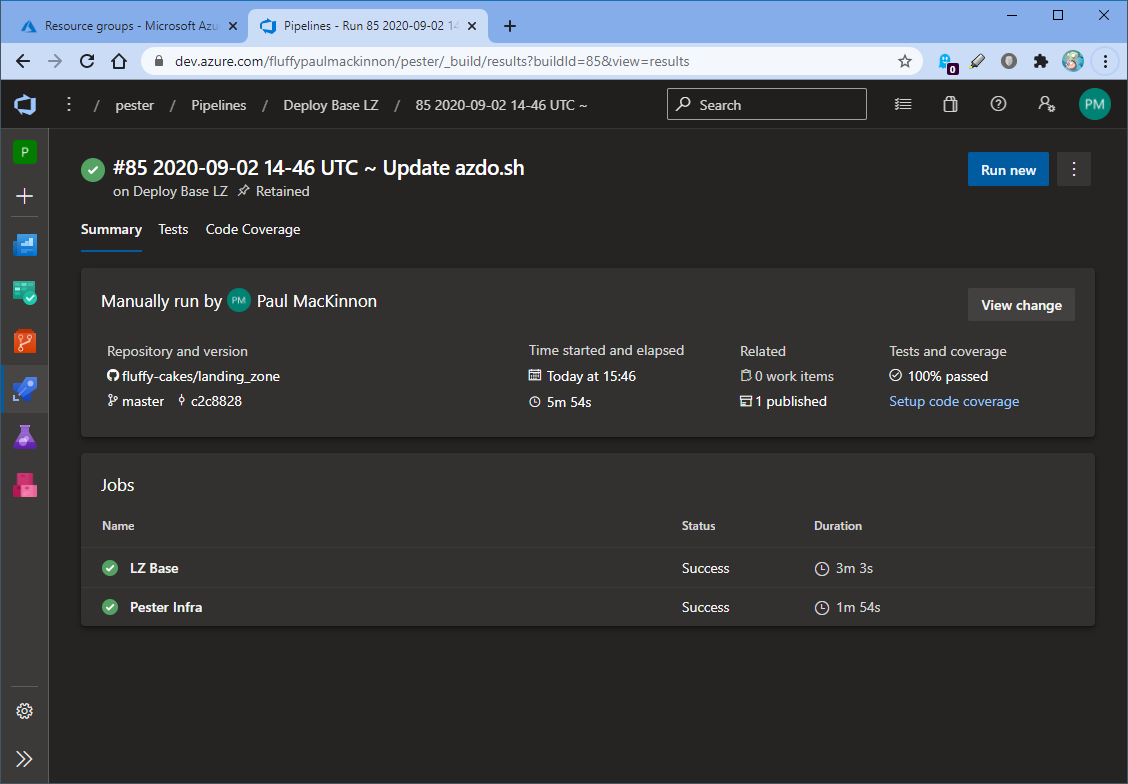 Resource groups - Microsoft Azu
Pipelines - Run 85 2020-09-02 14
dev.azure.com/fluffypaulmackinnon/pester/_build/results?buildId=85&view=results
0
/ pester / Pipelines / Deploy Base LZ / 85 2020-09-02 14-46 UTC ~
Search
PM
P
#85 2020-09-02 14-46 UTC ~ Update azdo.sh
on Deploy Base LZ Retained
Run new
Summary Tests Code Coverage
Manually run by PM Paul MacKinnon
View change
Repository and version
fluffy-cakes/landing_zone
master c2c8828
Time started and elapsed
Today at 15:46
5m 54s
Related
0 work items
1 published
Tests and coverage
100% passed
Setup code coverage
Jobs
Name Status Duration
LZ Base Success 3m 3s
Pester Infra Success 1m 54s